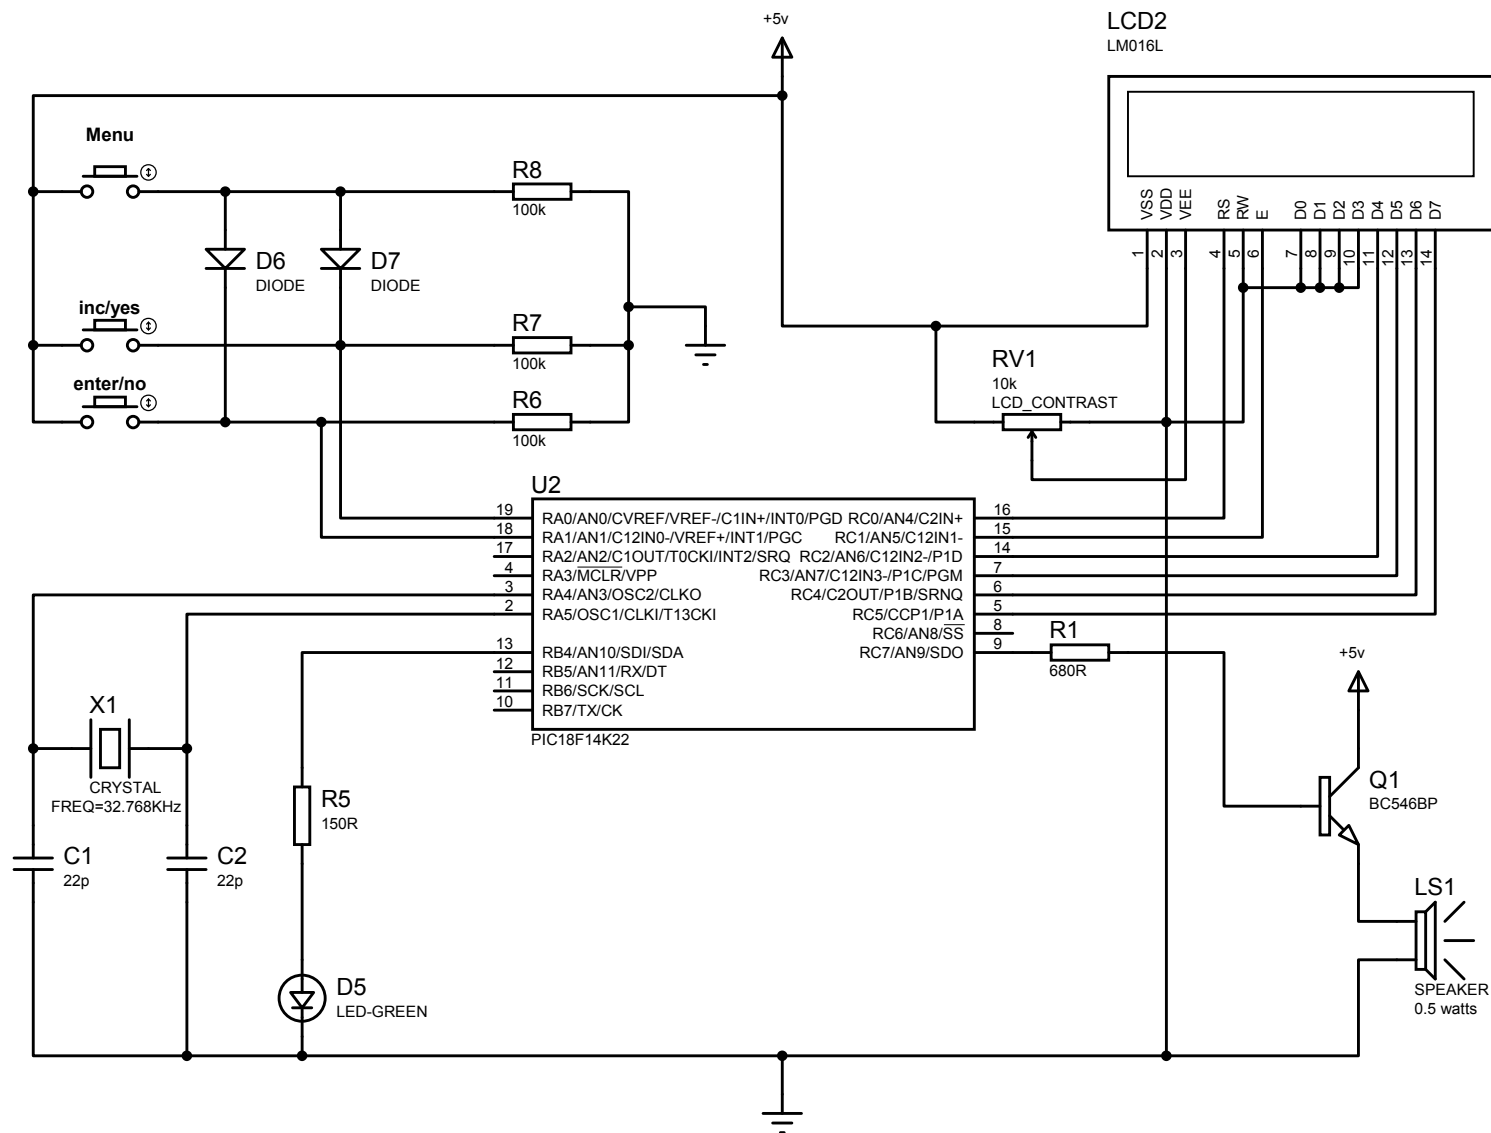 +5v
LCD2
LM016L
Menu
R8
100k
VSS
VDD
VEE
RS
RW
E
D0
D1
D2
D3
D4
D5
D6
D7
1
2
3
4
5
6
7
8
9
10
11
12
13
14
D6
DIODE
D7
DIODE
inc/yes
R7
100k
enter/no
R6
100k
RV1
10k
LCD_CONTRAST
U2
19 RA0/AN0/CVREF/VREF-/C1IN+/INT0/PGD RC0/AN4/C2IN+ 16
18 RA1/AN1/C12IN0-/VREF+/INT1/PGC RC1/AN5/C12IN1- 15
17 RA2/AN2/C1OUT/T0CKI/INT2/SRQ RC2/AN6/C12IN2-/P1D 14
4 RA3/MCLR/VPP RC3/AN7/C12IN3-/P1C/PGM 7
3 RA4/AN3/OSC2/CLKO RC4/C2OUT/P1B/SRNQ 6
2 RA5/OSC1/CLKI/T13CKI RC5/CCP1/P1A 5
RC6/AN8/SS 8
13 RB4/AN10/SDI/SDA RC7/AN9/SDO 9
12 RB5/AN11/RX/DT
11 RB6/SCK/SCL
10 RB7/TX/CK
PIC18F14K22
R1
680R
+5v
X1
CRYSTAL
FREQ=32.768KHz
R5
150R
Q1
BC546BP
C1
22p
C2
22p
LS1
SPEAKER
0.5 watts
D5
LED-GREEN